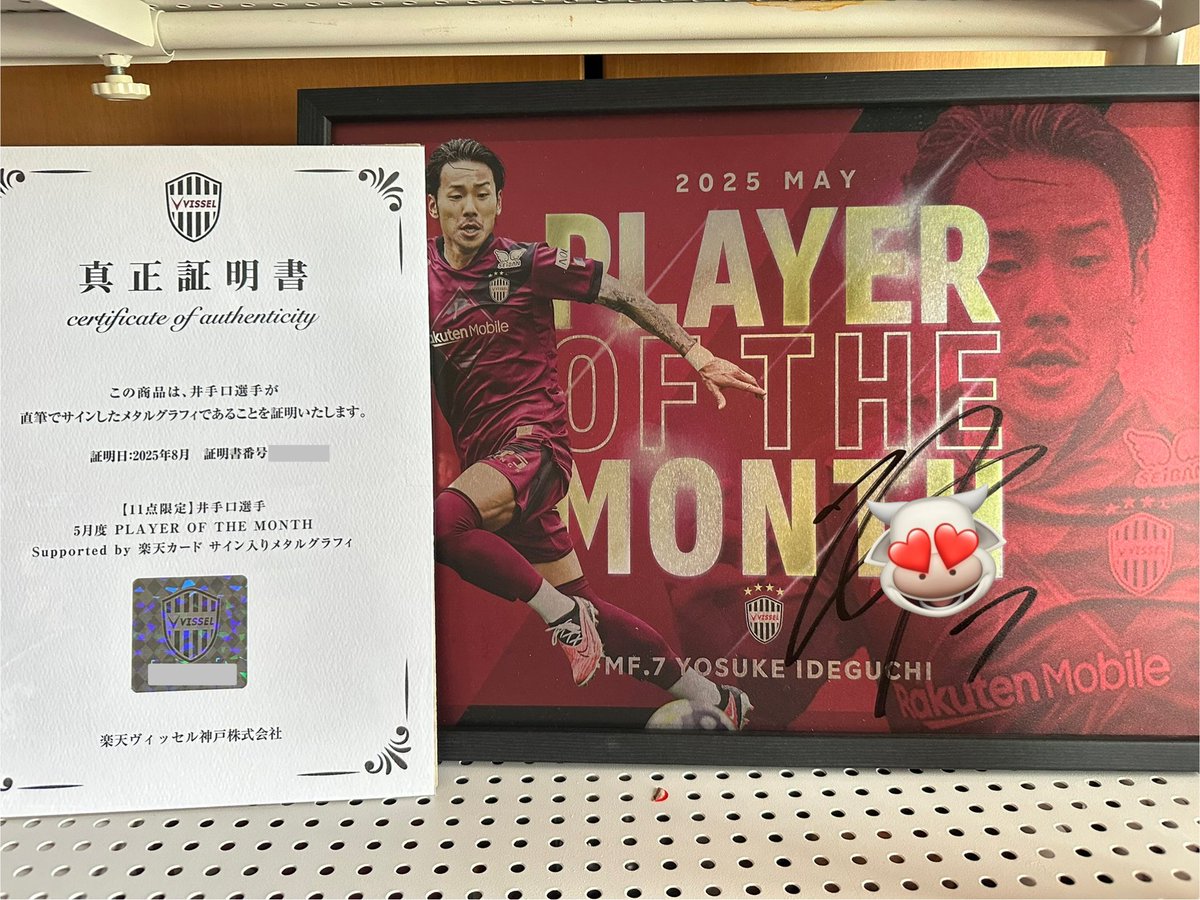 VISSEL
真正証明書
certificate of authenticity
この商品は、井手口選手が
直筆でサインしたメタルグラフィであることを証明いたします。
証明日:2025年8月　証明書番号
【11点限定】井手口選手
5月度 PLAYER OF THE MONTH
Supported by 楽天カード サイン入りメタルグラフィ
VISSEL
楽天ヴィッセル神戸株式会社
2025 MAY
PLAYER
OF THE
MONTH
MF.7 YOSUKE IDEGUCHI
Rakuten Mobile
SEIBAN
akuten Mobile